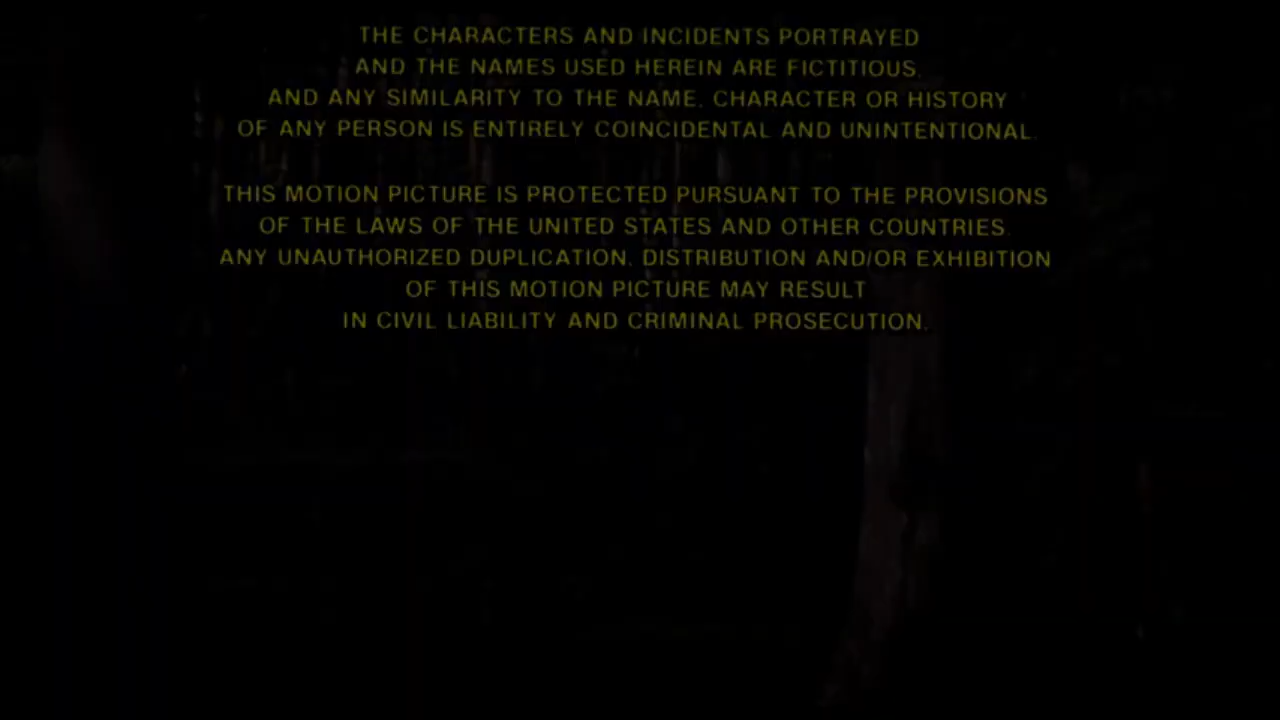 THE CHARACTERS AND INCIDENTS PORTRAYED
AND THE NAMES USED HEREIN ARE FICTITIOUS,
AND ANY SIMILARITY TO THE NAME, CHARACTER OR HISTORY
OF ANY PERSON IS ENTIRELY COINCIDENTAL AND UNINTENTIONAL.
THIS MOTION PICTURE IS PROTECTED PURSUANT TO THE PROVISIONS
OF THE LAWS OF THE UNITED STATES AND OTHER COUNTRIES.
ANY UNAUTHORIZED DUPLICATION, DISTRIBUTION AND/OR EXHIBITION
OF THIS MOTION PICTURE MAY RESULT
IN CIVIL LIABILITY AND CRIMINAL PROSECUTION.